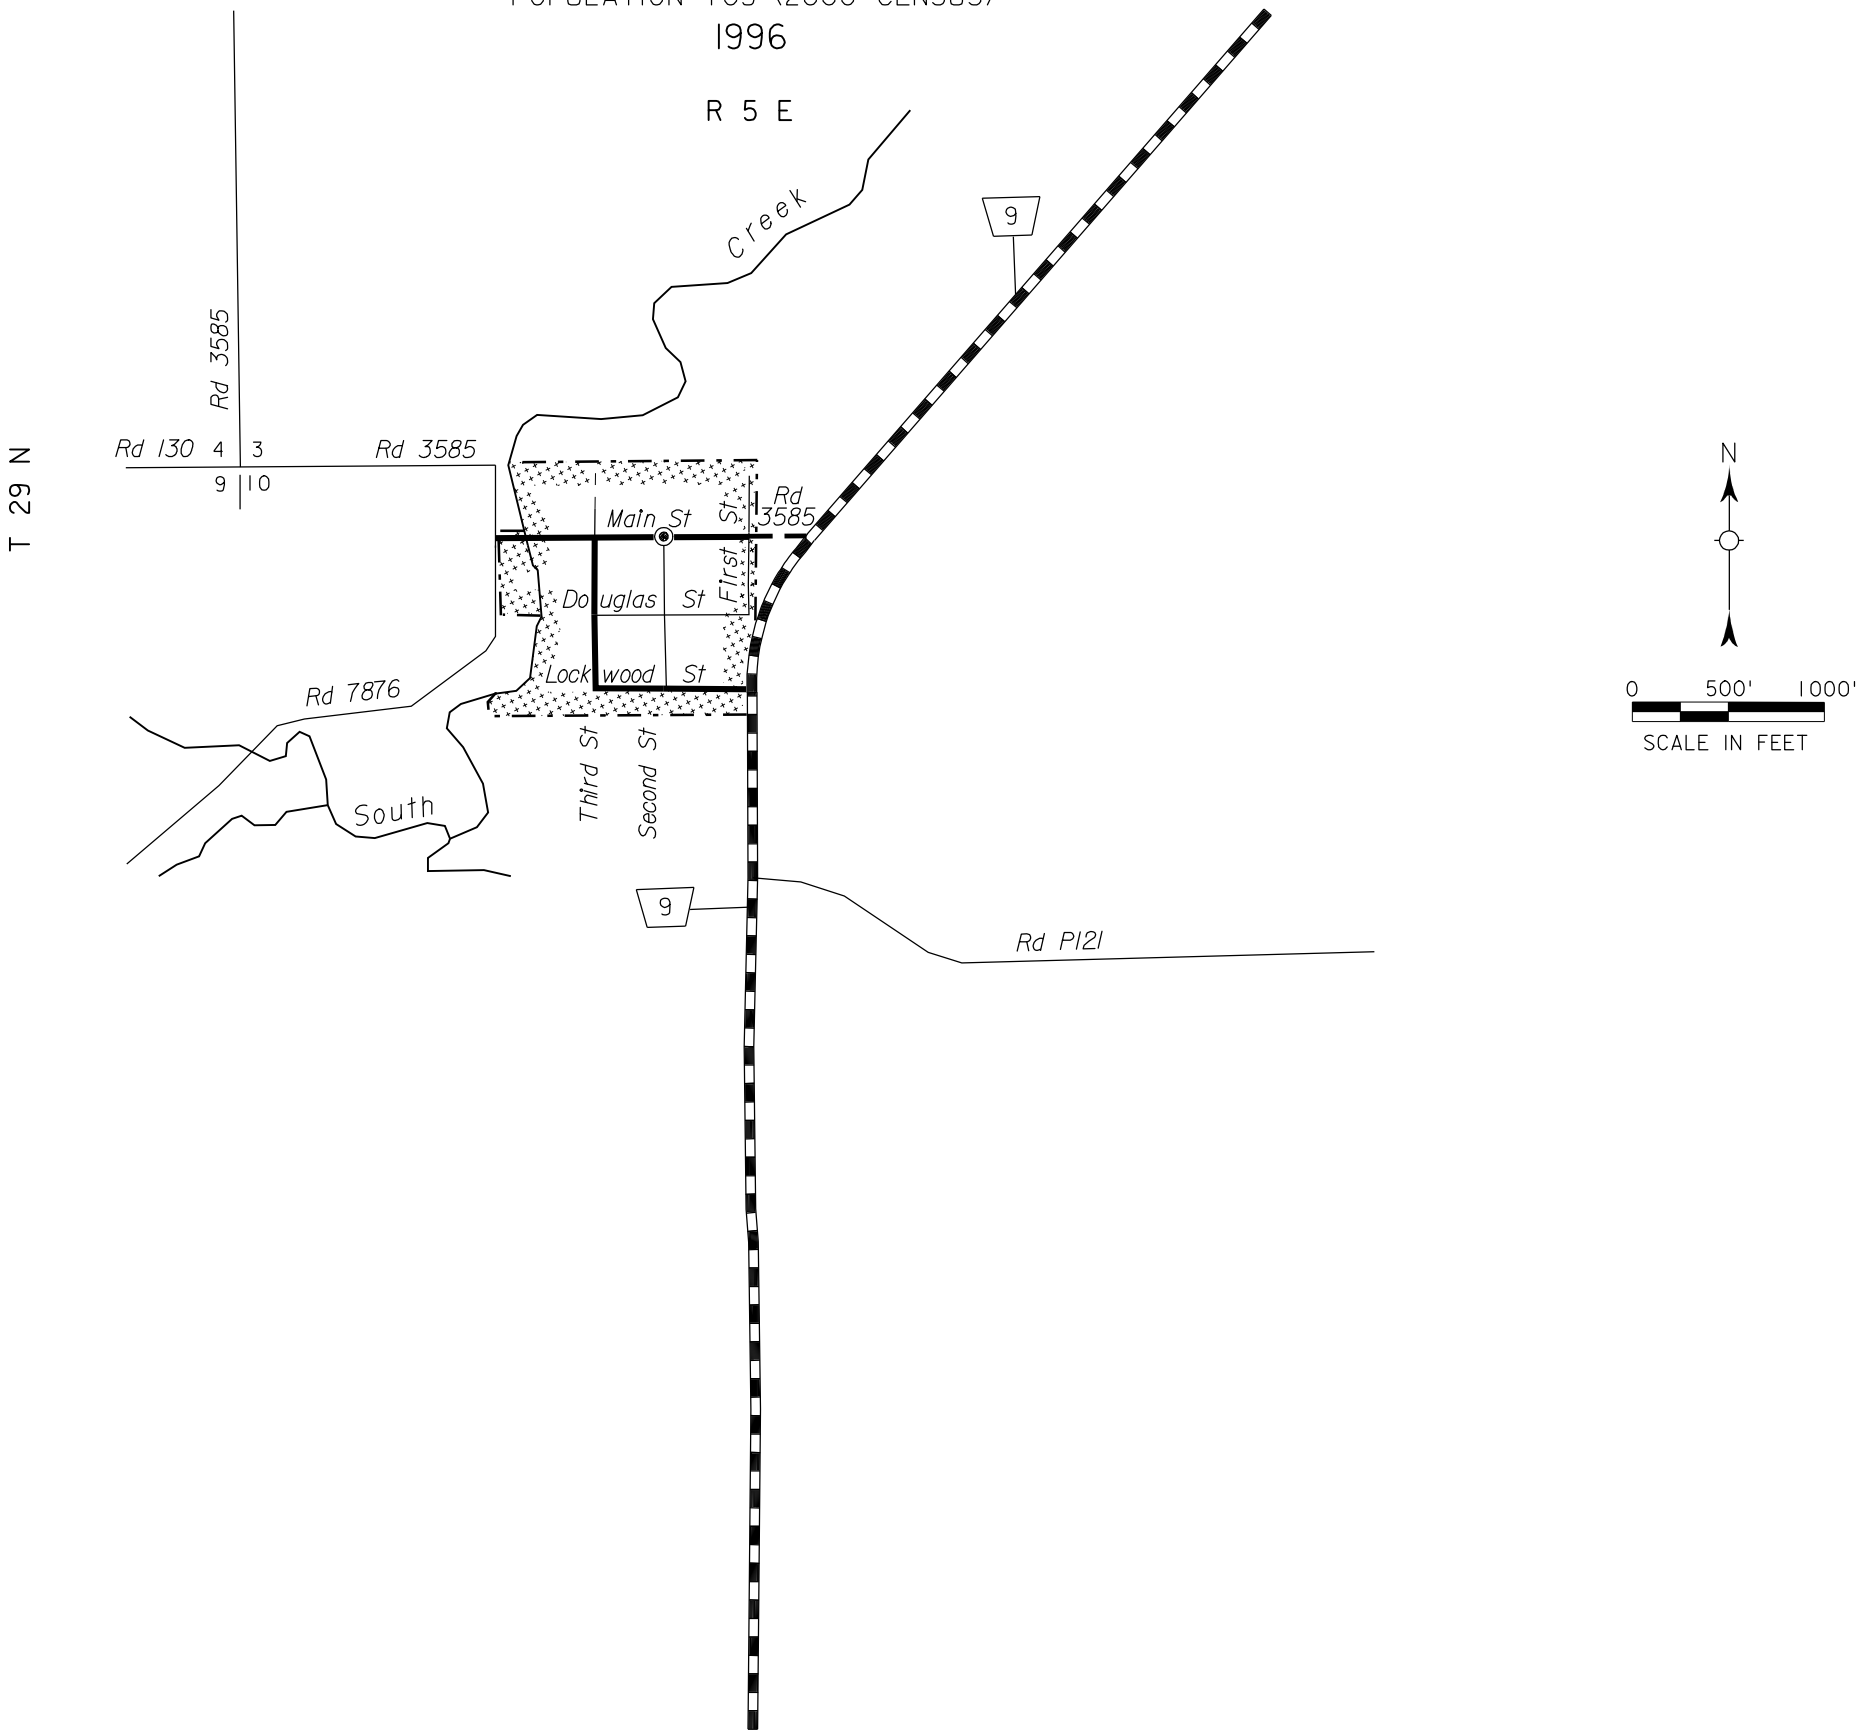 1996
R 5 E
Creek
9
Rd 3585
T 29 N
Rd 130 4 3
Rd 3585
9 10
N
Rd
3585
Main St
First St
Douglas St
Lockwood St
Rd 7876
0 500' 1000'
SCALE IN FEET
Third St
Second St
South
9
Rd P121